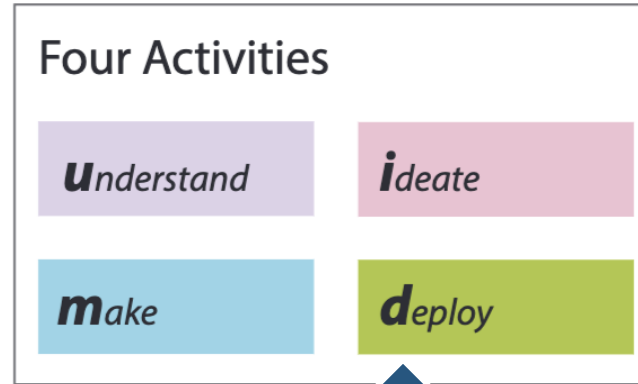 Four Activities
understand
ideate
make
deploy